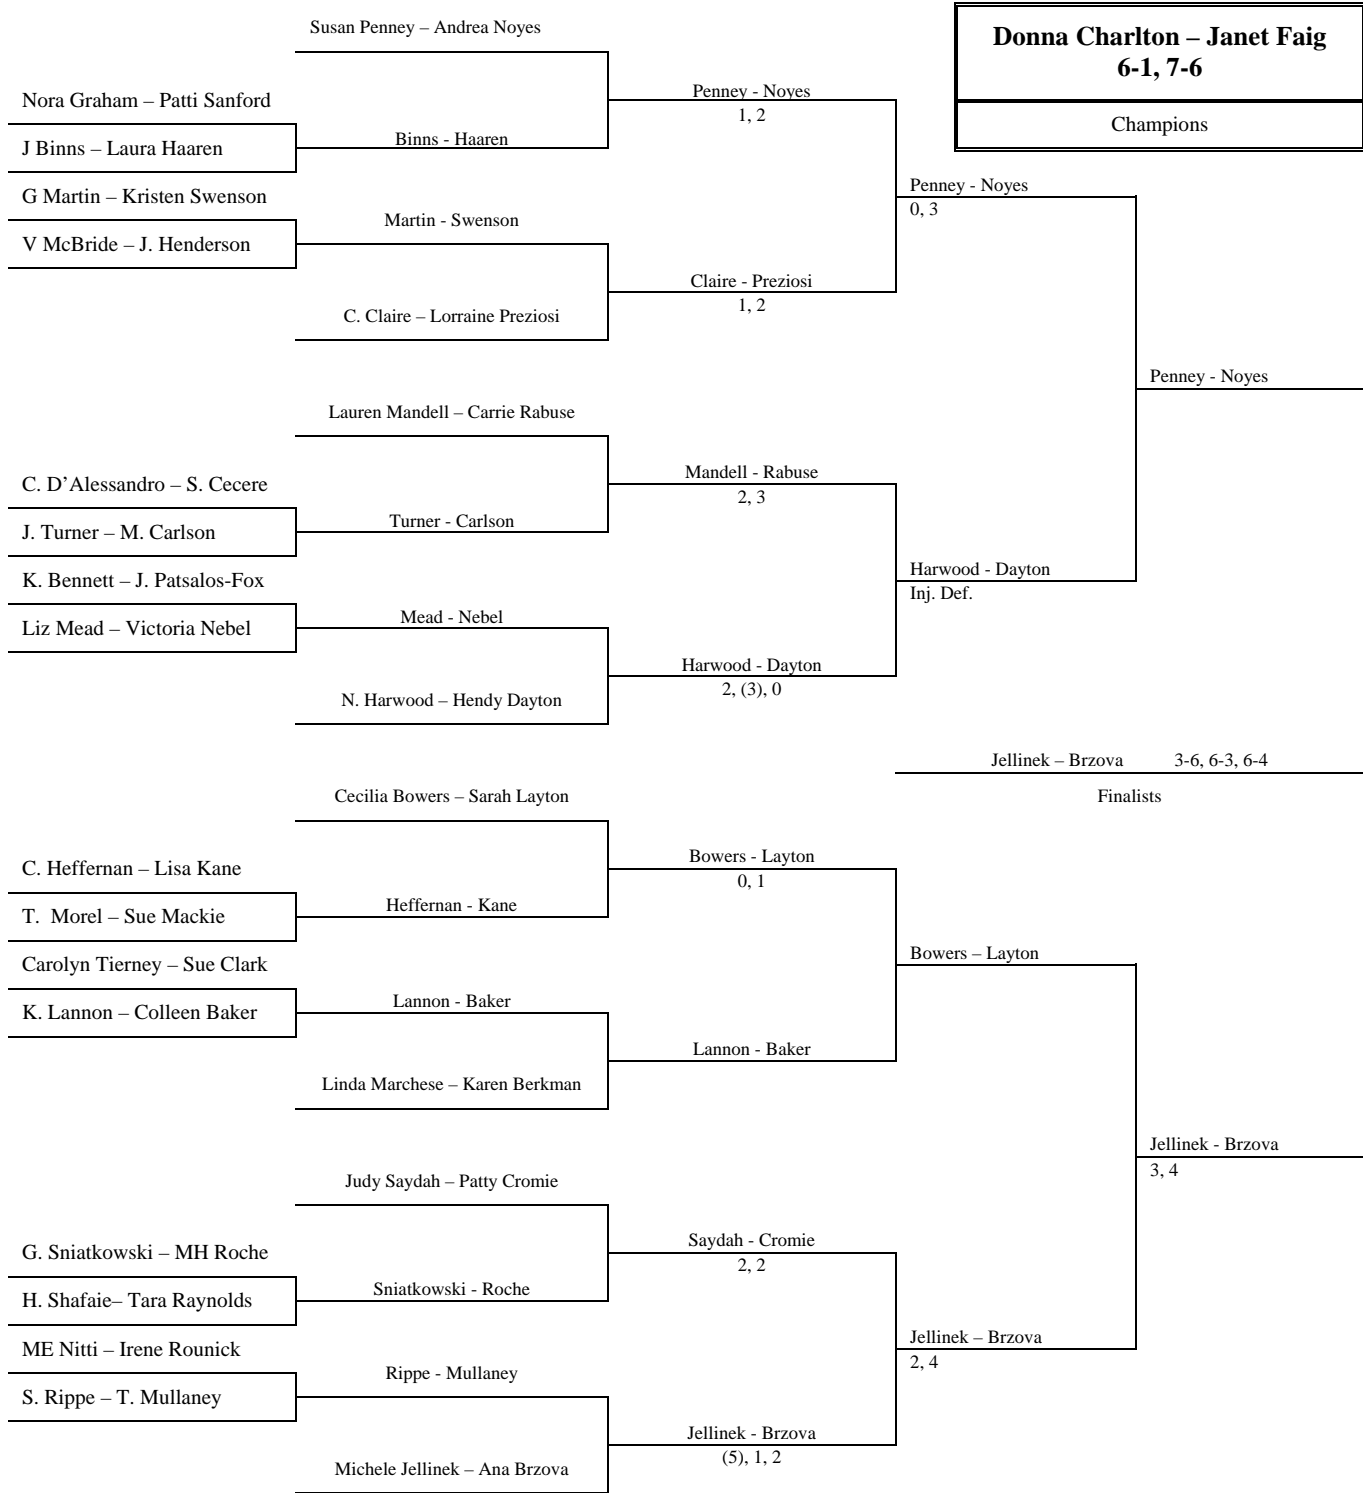 Susan Penney – Andrea Noyes
Donna Charlton – Janet Faig
6-1, 7-6
Champions
Nora Graham – Patti Sanford
Penney - Noyes
1, 2
J Binns – Laura Haaren
Binns - Haaren
G Martin – Kristen Swenson
Penney - Noyes
0, 3
Martin - Swenson
V McBride – J. Henderson
Claire - Preziosi
1, 2
C. Claire – Lorraine Preziosi
Penney - Noyes
Lauren Mandell – Carrie Rabuse
C. D’Alessandro – S. Cecere
Mandell - Rabuse
2, 3
J. Turner – M. Carlson
Turner - Carlson
K. Bennett – J. Patsalos-Fox
Harwood - Dayton
Inj. Def.
Liz Mead – Victoria Nebel
Mead - Nebel
Harwood - Dayton
2, (3), 0
N. Harwood – Hendy Dayton
Jellinek – Brzova 3-6, 6-3, 6-4
Finalists
Cecilia Bowers – Sarah Layton
C. Heffernan – Lisa Kane
Bowers - Layton
0, 1
T. Morel – Sue Mackie
Heffernan - Kane
Carolyn Tierney – Sue Clark
Bowers – Layton
K. Lannon – Colleen Baker
Lannon - Baker
Lannon - Baker
Linda Marchese – Karen Berkman
Jellinek - Brzova
3, 4
Judy Saydah – Patty Cromie
G. Sniatkowski – MH Roche
Saydah - Cromie
2, 2
H. Shafaie– Tara Raynolds
Sniatkowski - Roche
ME Nitti – Irene Rounick
Jellinek – Brzova
2, 4
S. Rippe – T. Mullaney
Rippe - Mullaney
Jellinek - Brzova
(5), 1, 2
Michele Jellinek – Ana Brzova